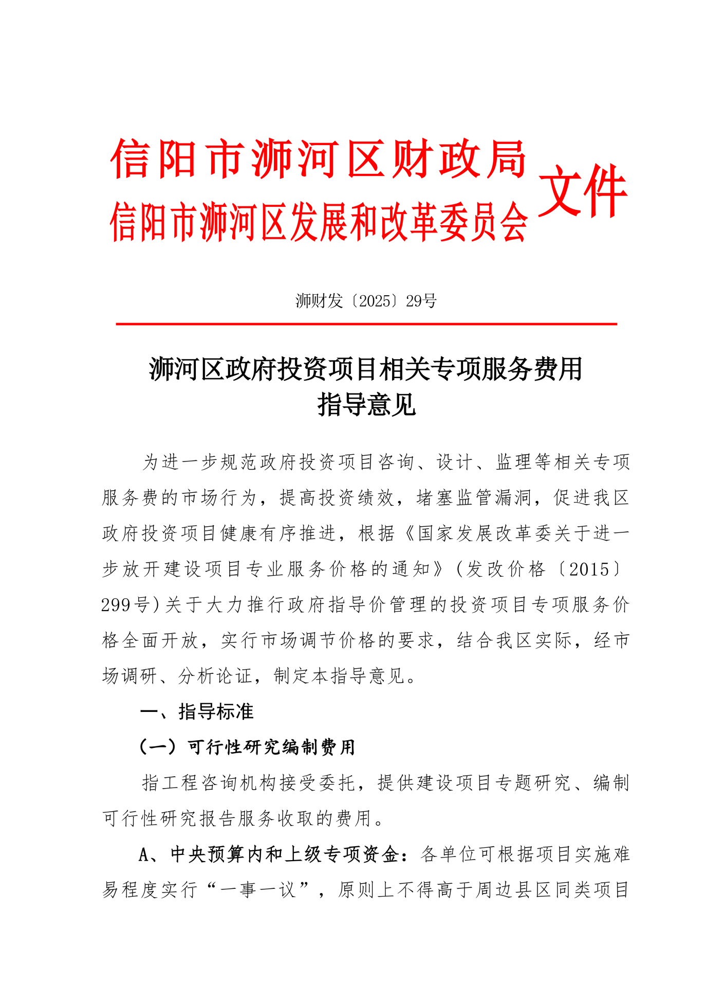 信阳市浉河区财政局
信阳市浉河区发展和改革委员会
文件
浉财发〔2025〕29号
浉河区政府投资项目相关专项服务费用
指导意见
为进一步规范政府投资项目咨询、设计、监理等相关专项
服务费的市场行为，提高投资绩效，堵塞监管漏洞，促进我区
政府投资项目健康有序推进，根据《国家发展改革委关于进一
步放开建设项目专业服务价格的通知》(发改价格〔2015〕
299号)关于大力推行政府指导价管理的投资项目专项服务价
格全面开放，实行市场调节价格的要求，结合我区实际，经市
场调研、分析论证，制定本指导意见。
一、指导标准
（一）可行性研究编制费用
指工程咨询机构接受委托，提供建设项目专题研究、编制
可行性研究报告服务收取的费用。
A、中央预算内和上级专项资金：各单位可根据项目实施难
易程度实行“一事一议”，原则上不得高于周边县区同类项目